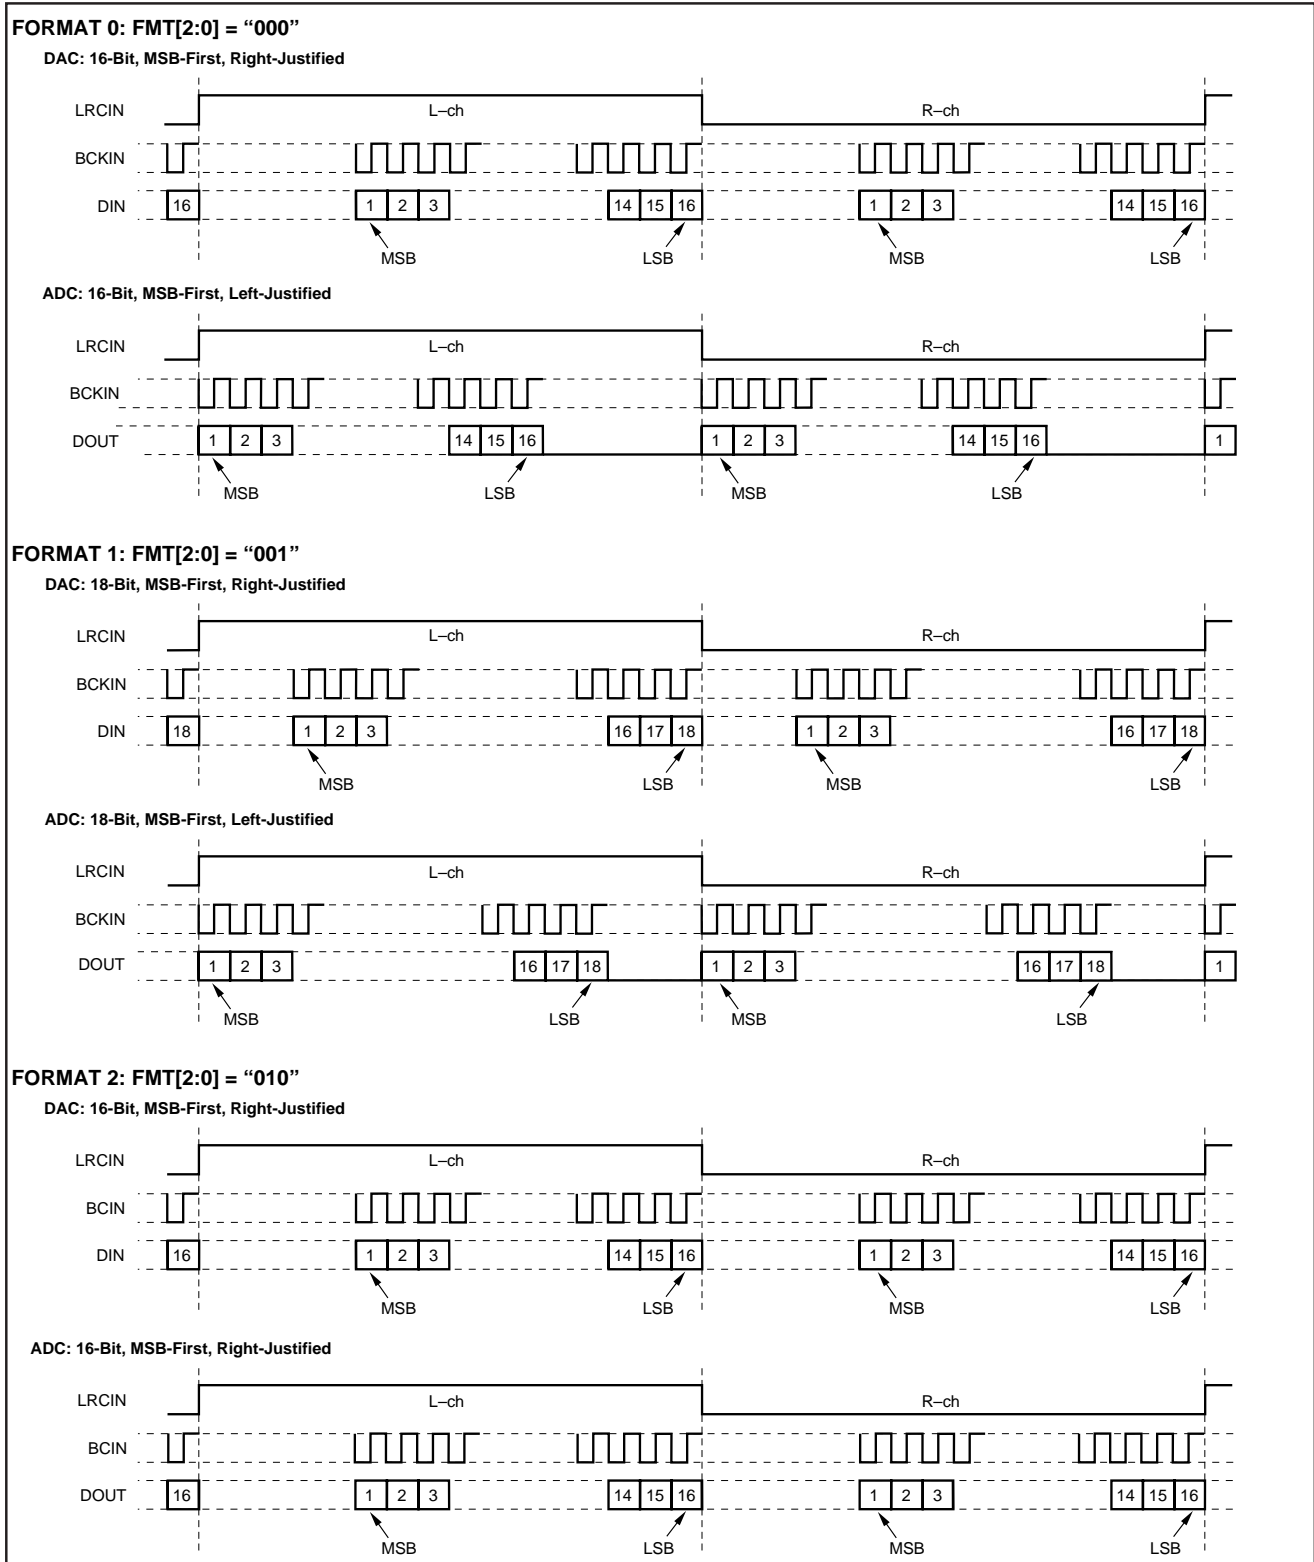 FORMAT 0: FMT[2:0] = “000”
DAC: 16-Bit, MSB-First, Right-Justified
LRCIN L–ch R–ch
BCKIN
DIN 16 1 2 3 14 15 16 1 2 3 14 15 16
MSB LSB MSB LSB
ADC: 16-Bit, MSB-First, Left-Justified
LRCIN L–ch R–ch
BCKIN
DOUT 1 2 3 14 15 16 1 2 3 14 15 16 1
MSB LSB MSB LSB
FORMAT 1: FMT[2:0] = “001”
DAC: 18-Bit, MSB-First, Right-Justified
LRCIN L–ch R–ch
BCKIN
DIN 18 1 2 3 16 17 18 1 2 3 16 17 18
MSB LSB MSB LSB
ADC: 18-Bit, MSB-First, Left-Justified
LRCIN L–ch R–ch
BCKIN
DOUT 1 2 3 16 17 18 1 2 3 16 17 18 1
MSB LSB MSB LSB
FORMAT 2: FMT[2:0] = “010”
DAC: 16-Bit, MSB-First, Right-Justified
LRCIN L–ch R–ch
BCIN
DIN 16 1 2 3 14 15 16 1 2 3 14 15 16
MSB LSB MSB LSB
ADC: 16-Bit, MSB-First, Right-Justified
LRCIN L–ch R–ch
BCIN
DOUT 16 1 2 3 14 15 16 1 2 3 14 15 16
MSB LSB MSB LSB